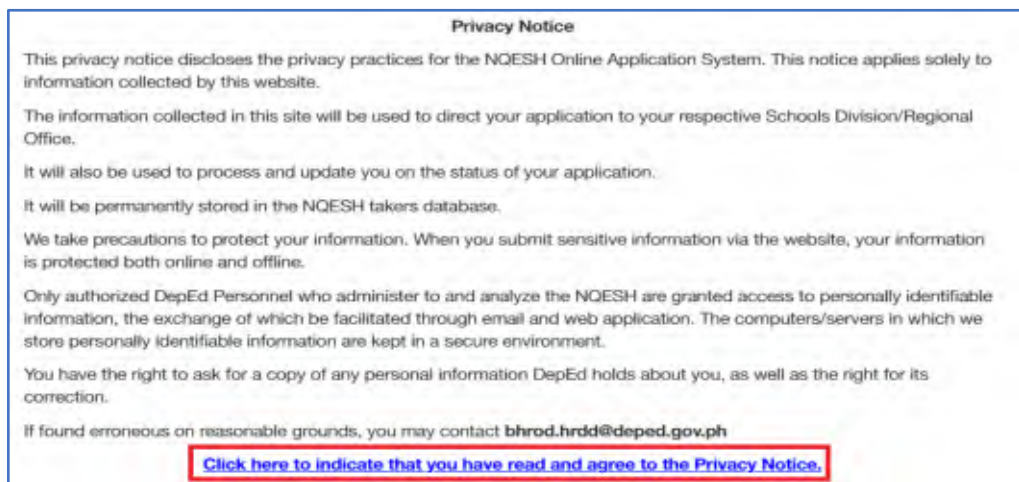 Privacy Notice
This privacy notice discloses the privacy practices for the NQESH Online Application System. This notice applies solely to
information collected by this website.
The information collected in this site will be used to direct your application to your respective Schools Division/Regional
Office.
It will also be used to process and update you on the status of your application.
It will be permanently stored in the NQESH takers database.
We take precautions to protect your information. When you submit sensitive information via the website, your information
is protected both online and offline.
Only authorized DepEd Personnel who administer to and analyze the NQESH are granted access to personally identifiable
information, the exchange of which be facilitated through email and web application. The computers/servers in which we
store personally identifiable information are kept in a secure environment.
You have the right to ask for a copy of any personal information DepEd holds about you, as well as the right for its
correction.
If found erroneous on reasonable grounds, you may contact bhrod.hrdd@deped.gov.ph
Click here to indicate that you have read and agree to the Privacy Notice.